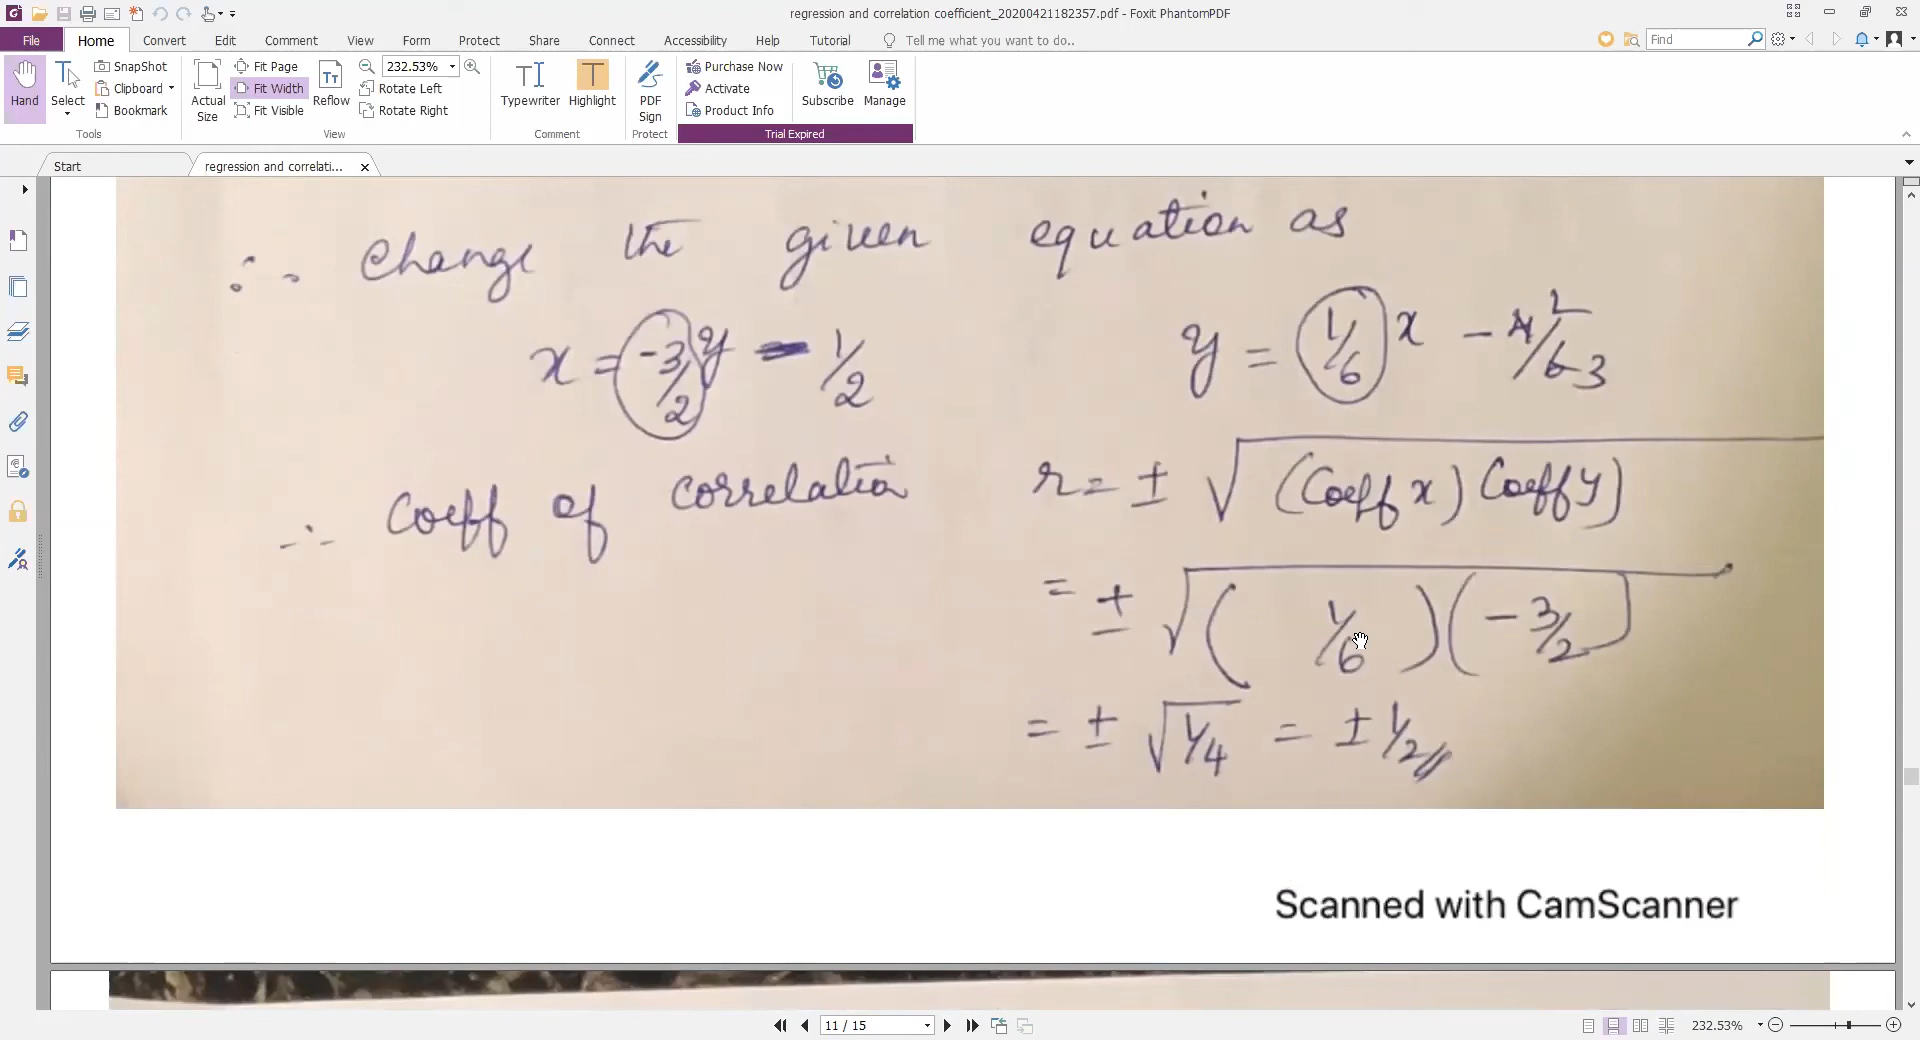 regression and correlation coefficient_20200421182357.pdf - Foxit PhantomPDF
File Home Convert Edit Comment View Form Protect Share Connect Accessibility Help Tutorial Tell me what you want to do.. Find
Hand
Select
SnapShot
Clipboard
Bookmark
Tools
Actual Size
Fit Page
Fit Width
Fit Visible
Reflow
232.53%
Rotate Left
Rotate Right
View
Typewriter
Highlight
Comment
PDF Sign
Protect
Purchase Now
Activate
Product Info
Subscribe
Manage
Trial Expired
Start regression and correlati...
∴ Change the given equation as
x = -3/2 y - 1/2 y = 1/6 x -
∴ Coeff of correlatio r = ± √(Coeff x) Coeff y)
= ± √(1/6)(-3/2)
= ± √1/4 = ± 1/2//
Scanned with CamScanner
11 / 15 232.53%